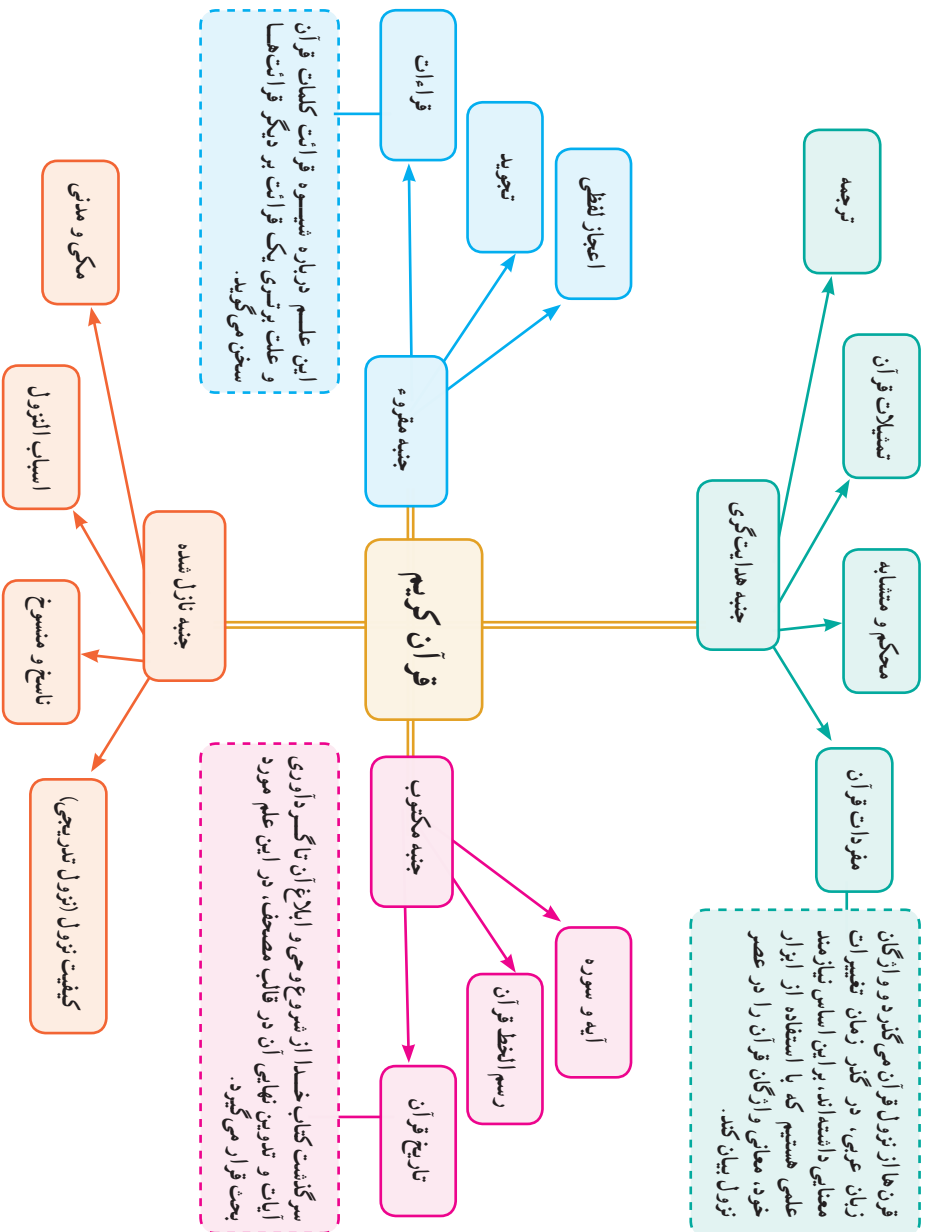 قرآن کریم
جنبه هدایت‌گری
ترجمه
تمثیلات قرآن
محکم و متشابه
مفردات قرآن
قرن‌ها از نزول قرآن می‌گذرد و واژگان
زبان عربی، در گذر زمان تغییرات
معنایی داشته‌اند، بر این اساس نیازمند
علمی هستیم که با استفاده از ابزار
خود، معانی واژگان قرآن را در عصر
نزول بیان کند.
جنبه مقروء
اعجاز لفظی
تجوید
قراءات
این علم درباره شیوه قرائت کلمات قرآن
و علت برتری یک قرائت بر دیگر قرائت‌ها
سخن می‌گوید.
جنبه مکتوب
آیه و سوره
رسم الخط قرآن
تاریخ قرآن
سرگذشت کتاب خدا از شروع وحی و ابلاغ آن تا گردآوری
آیات و تدوین نهایی آن در قالب مصحف، در این علم مورد
بحث قرار می‌گیرد.
جنبه نازل شده
مکی و مدنی
اسباب النزول
ناسخ و منسوخ
کیفیت نزول (نزول تدریجی)